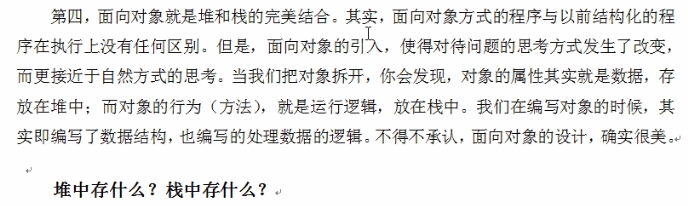 第四，面向对象就是堆和栈的完美结合。其实，面向对象方式的程序与以前结构化的程
序在执行上没有任何区别。但是，面向对象的引入，使得对待问题的思考方式发生了改变，
而更接近于自然方式的思考。当我们把对象拆开，你会发现，对象的属性其实就是数据，存
放在堆中；而对象的行为（方法），就是运行逻辑，放在栈中。我们在编写对象的时候，其
实即编写了数据结构，也编写的处理数据的逻辑。不得不承认，面向对象的设计，确实很美。
堆中存什么？栈中存什么？